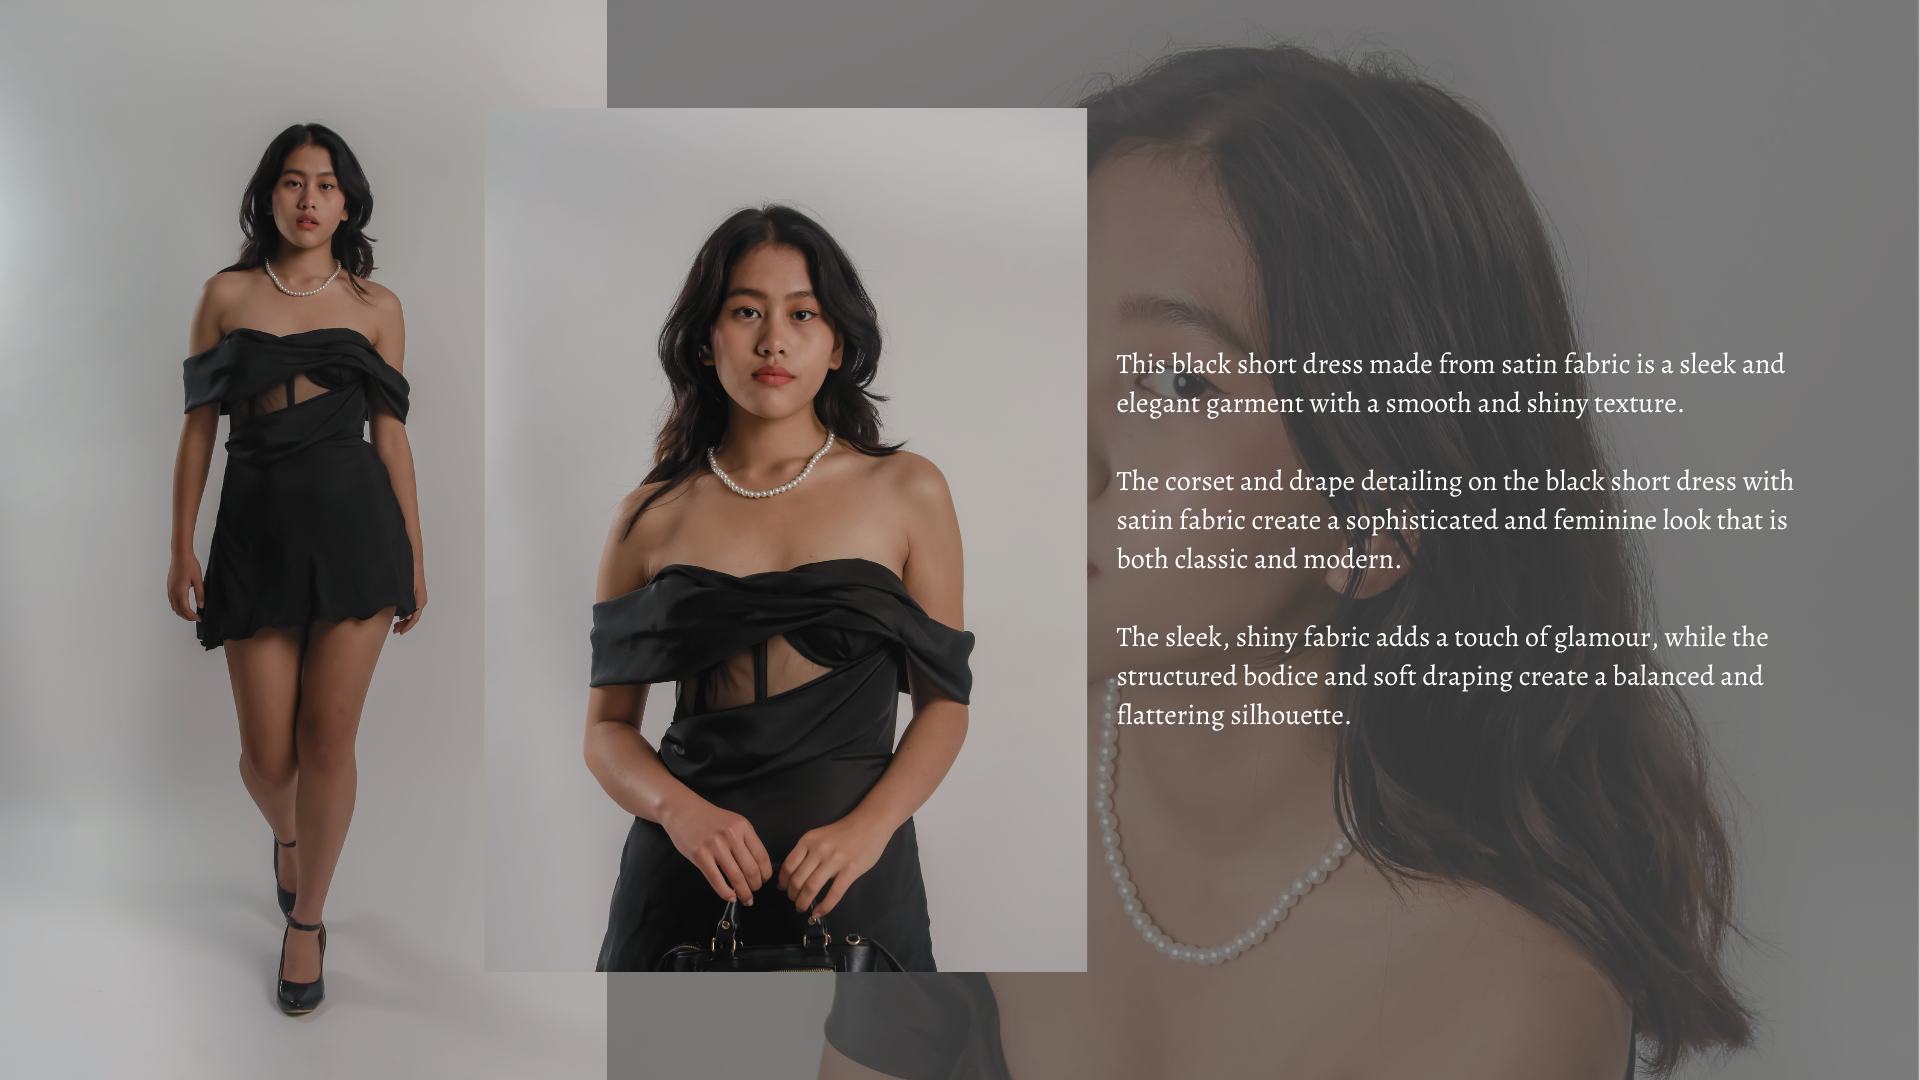 This black short dress made from satin fabric is a sleek and
elegant garment with a smooth and shiny texture.
The corset and drape detailing on the black short dress with
satin fabric create a sophisticated and feminine look that is
both classic and modern.
The sleek, shiny fabric adds a touch of glamour, while the
structured bodice and soft draping create a balanced and
flattering silhouette.